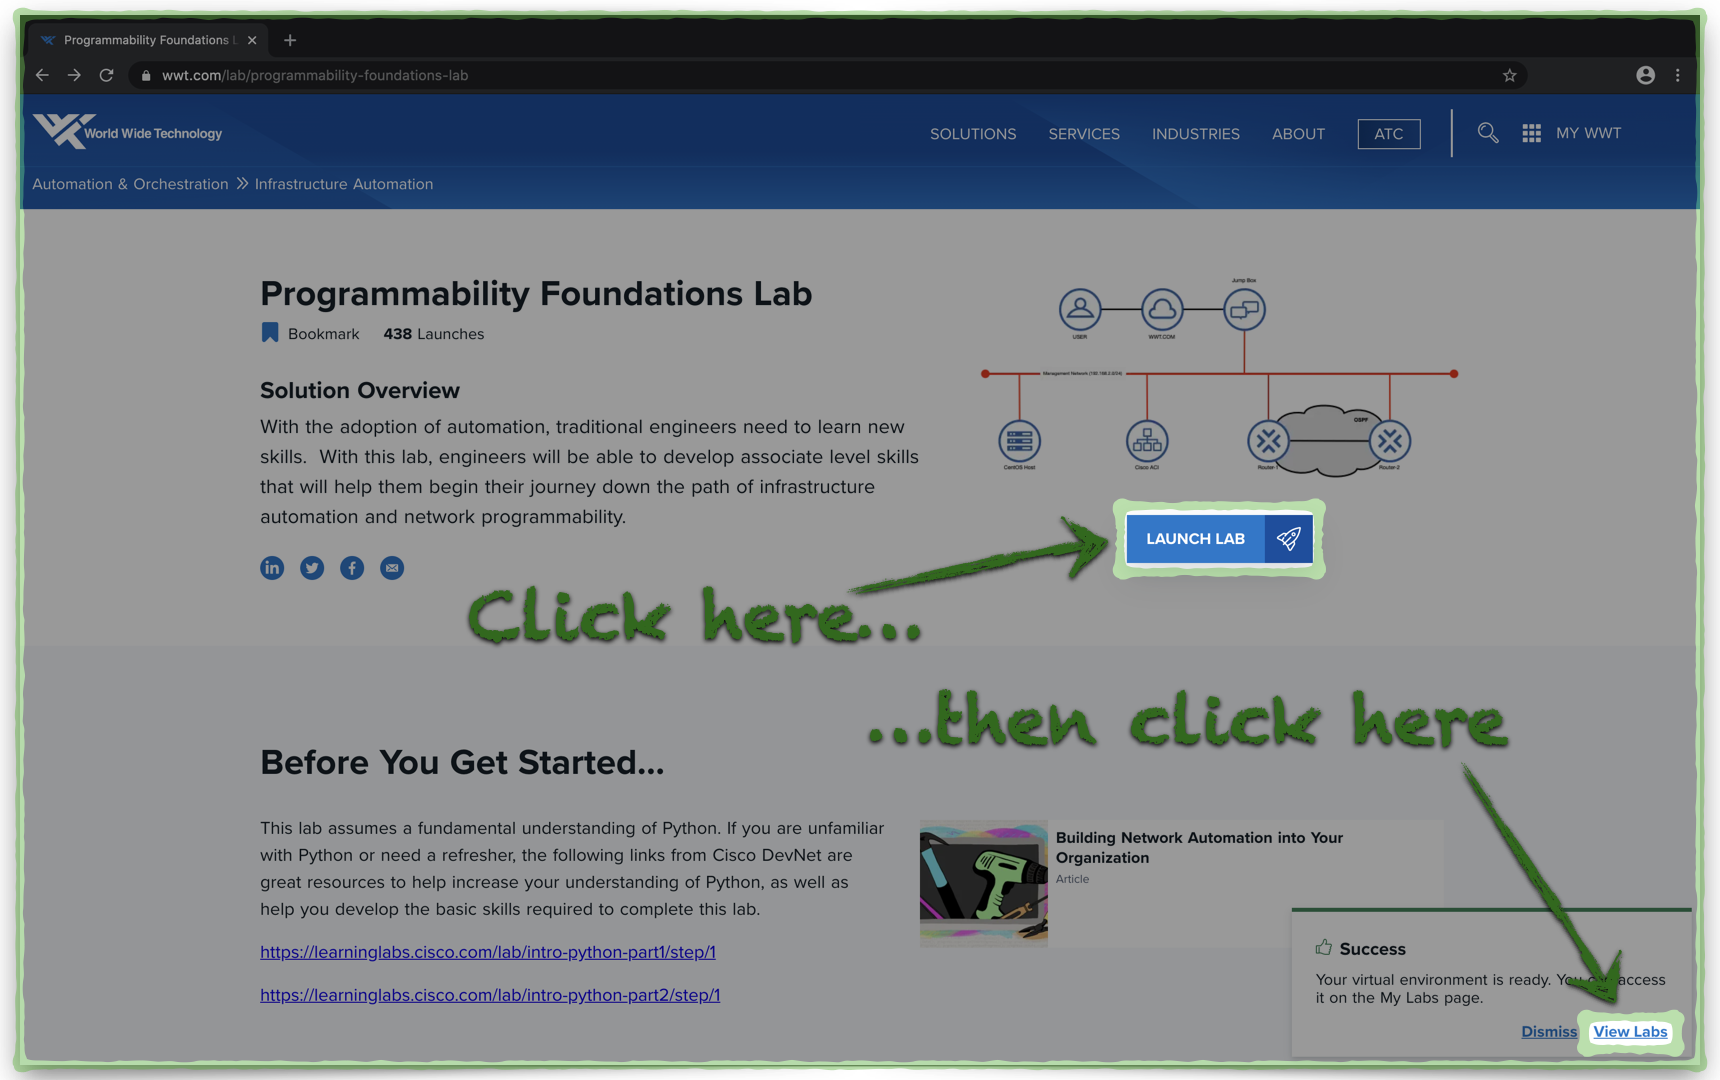 Programmability Foundations L
wwt.com/lab/programmability-foundations-lab
World Wide Technology
SOLUTIONS SERVICES INDUSTRIES ABOUT ATC MY WWT
Automation & Orchestration Infrastructure Automation
Programmability Foundations Lab
Bookmark 438 Launches
Solution Overview
With the adoption of automation, traditional engineers need to learn new
skills. With this lab, engineers will be able to develop associate level skills
that will help them begin their journey down the path of infrastructure
automation and network programmability.
Jump Box
USER WWT.COM
Management Network (192.168.2.0/24)
OSPF
CentOS Host Cisco ACI Router-1 Router-2
LAUNCH LAB
Click here...
...then click here
Before You Get Started...
This lab assumes a fundamental understanding of Python. If you are unfamiliar
with Python or need a refresher, the following links from Cisco DevNet are
great resources to help increase your understanding of Python, as well as
help you develop the basic skills required to complete this lab.
https://learninglabs.cisco.com/lab/intro-python-part1/step/1
https://learninglabs.cisco.com/lab/intro-python-part2/step/1
Building Network Automation into Your
Organization
Article
Success
Your virtual environment is ready. You can access
it on the My Labs page.
Dismiss View Labs